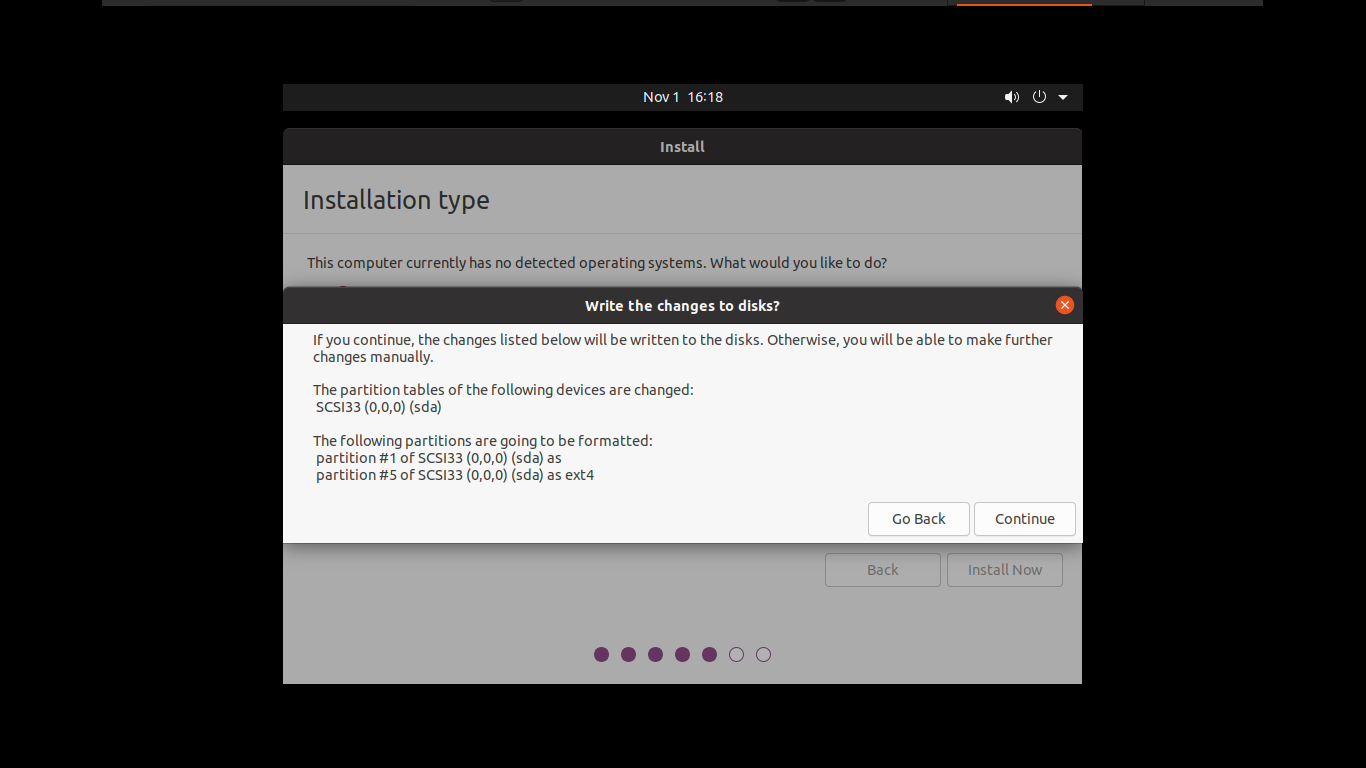 Nov 1 16:18
Install
Installation type
This computer currently has no detected operating systems. What would you like to do?
Write the changes to disks?
If you continue, the changes listed below will be written to the disks. Otherwise, you will be able to make further
changes manually.
The partition tables of the following devices are changed:
SCSI33 (0,0,0) (sda)
The following partitions are going to be formatted:
partition #1 of SCSI33 (0,0,0) (sda) as
partition #5 of SCSI33 (0,0,0) (sda) as ext4
Go Back Continue
Back Install Now